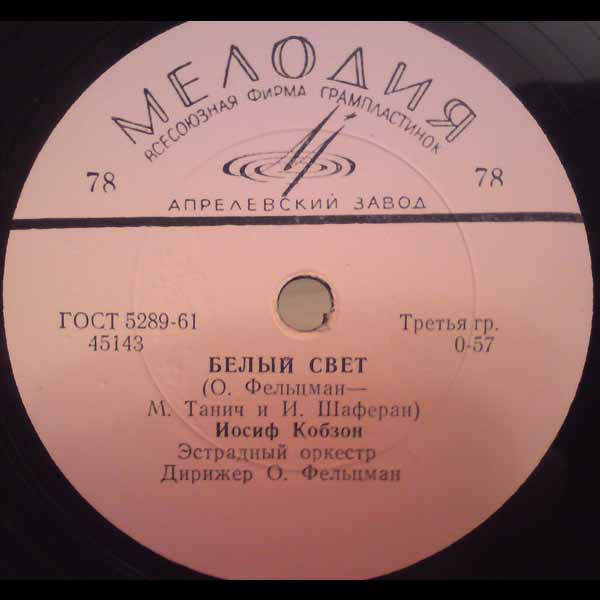 МЕЛОДИЯ
ВСЕСОЮЗНАЯ ФИРМА ГРАМПЛАСТИНОК
78 78
АПРЕЛЕВСКИЙ ЗАВОД
ГОСТ 5289-61 Третья гр.
45143 0-57
БЕЛЫЙ СВЕТ
(О. Фельцман—
М. Танич и И. Шаферан)
Иосиф Кобзон
Эстрадный оркестр
Дирижер О. Фельцман